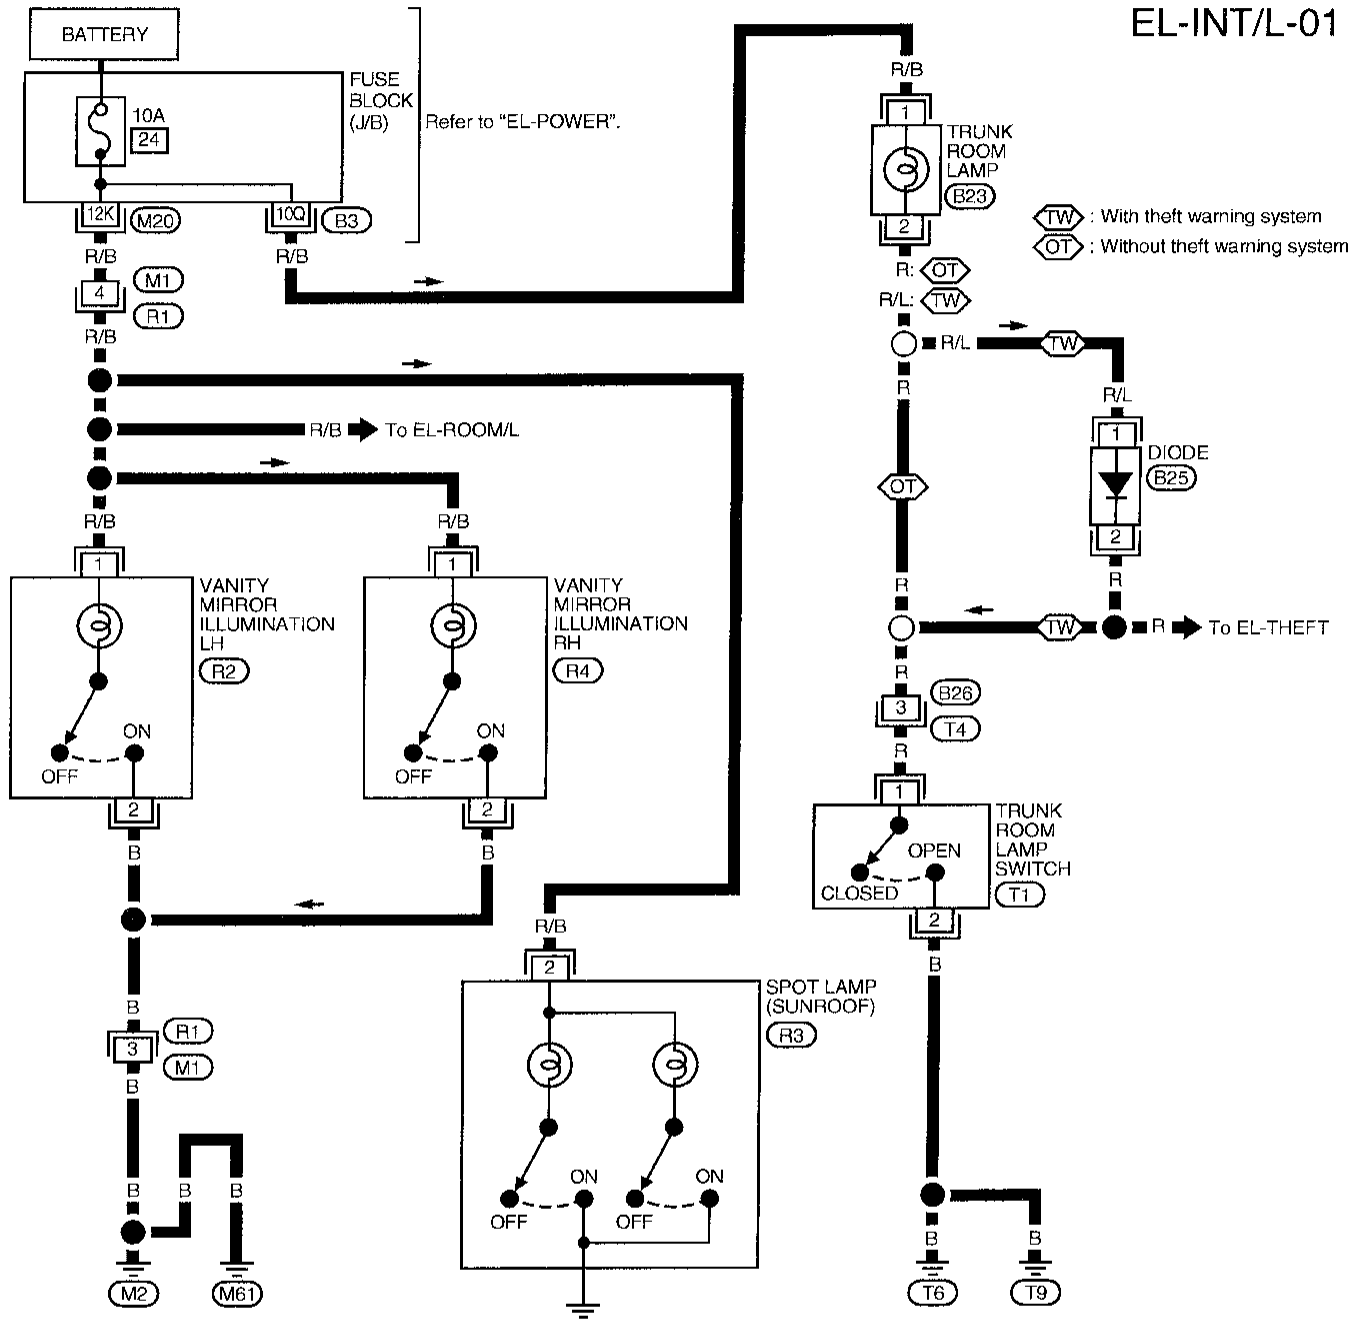 EL-INT/L-01
BATTERY
FUSE
BLOCK
(J/B)
Refer to "EL-POWER".
10A
24
12K
M20
10Q
B3
R/B
R/B
4
M1
R1
R/B
R/B
To EL-ROOM/L
R/B
R/B
1
VANITY
MIRROR
ILLUMINATION
LH
R2
ON
OFF
2
B
1
VANITY
MIRROR
ILLUMINATION
RH
R4
ON
OFF
2
B
B
3
R1
M1
B
B
B
B
M2
M61
R/B
2
SPOT LAMP
(SUNROOF)
R3
ON
OFF
ON
OFF
R/B
1
TRUNK
ROOM
LAMP
B23
2
TW : With theft warning system
OT : Without theft warning system
R: OT
R/L: TW
R/L
TW
R
R/L
1
DIODE
B25
2
OT
R
R
TW
R
To EL-THEFT
R
3
B26
T4
R
1
TRUNK
ROOM
LAMP
SWITCH
T1
OPEN
CLOSED
2
B
B
B
T6
T9